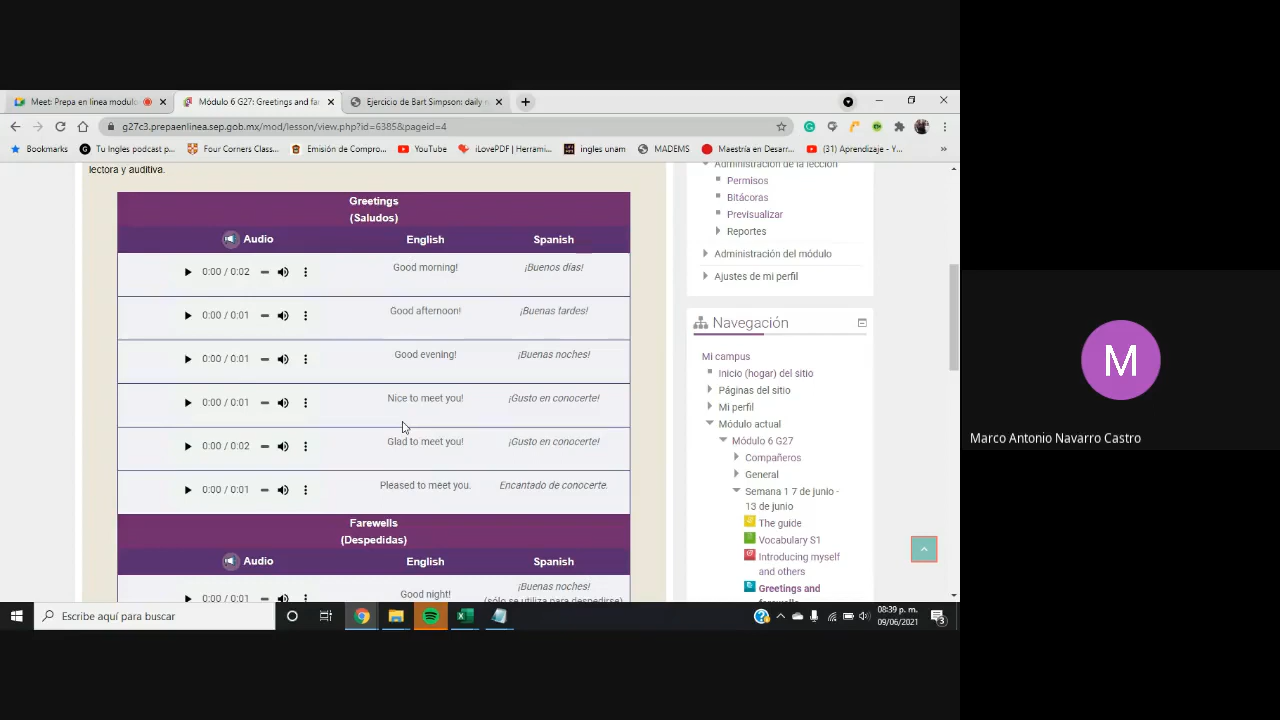 Meet: Prepa en linea modulo
Módulo 6 G27: Greetings and fa
Ejercicio de Bart Simpson: daily r
g27c3.prepaenlinea.sep.gob.mx/mod/lesson/view.php?id=6385&pageid=4
Bookmarks
Tu Ingles podcast p...
Four Corners Class...
Emisión de Compro...
YouTube
iLovePDF | Herrami...
ingles unam
MADEMS
Maestría en Desarr...
(31) Aprendizaje - Y...
lectora y auditiva.
Greetings
(Saludos)
Audio English Spanish
0:00 / 0:02 Good morning! ¡Buenos días!
0:00 / 0:01 Good afternoon! ¡Buenas tardes!
0:00 / 0:01 Good evening! ¡Buenas noches!
0:00 / 0:01 Nice to meet you! ¡Gusto en conocerte!
0:00 / 0:02 Glad to meet you! ¡Gusto en conocerte!
0:00 / 0:01 Pleased to meet you. Encantado de conocerte.
Farewells
(Despedidas)
Audio English Spanish
0:00 / 0:01 Good night! ¡Buenas noches!
(sólo se utiliza para despedirse)
Administración de la lección
Permisos
Bitácoras
Previsualizar
Reportes
Administración del módulo
Ajustes de mi perfil
Navegación
Mi campus
Inicio (hogar) del sitio
Páginas del sitio
Mi perfil
Módulo actual
Módulo 6 G27
Compañeros
General
Semana 1 7 de junio -
13 de junio
The guide
Vocabulary S1
Introducing myself
and others
Greetings and
farewells
Escribe aquí para buscar
08:39 p. m.
09/06/2021
3
M
Marco Antonio Navarro Castro